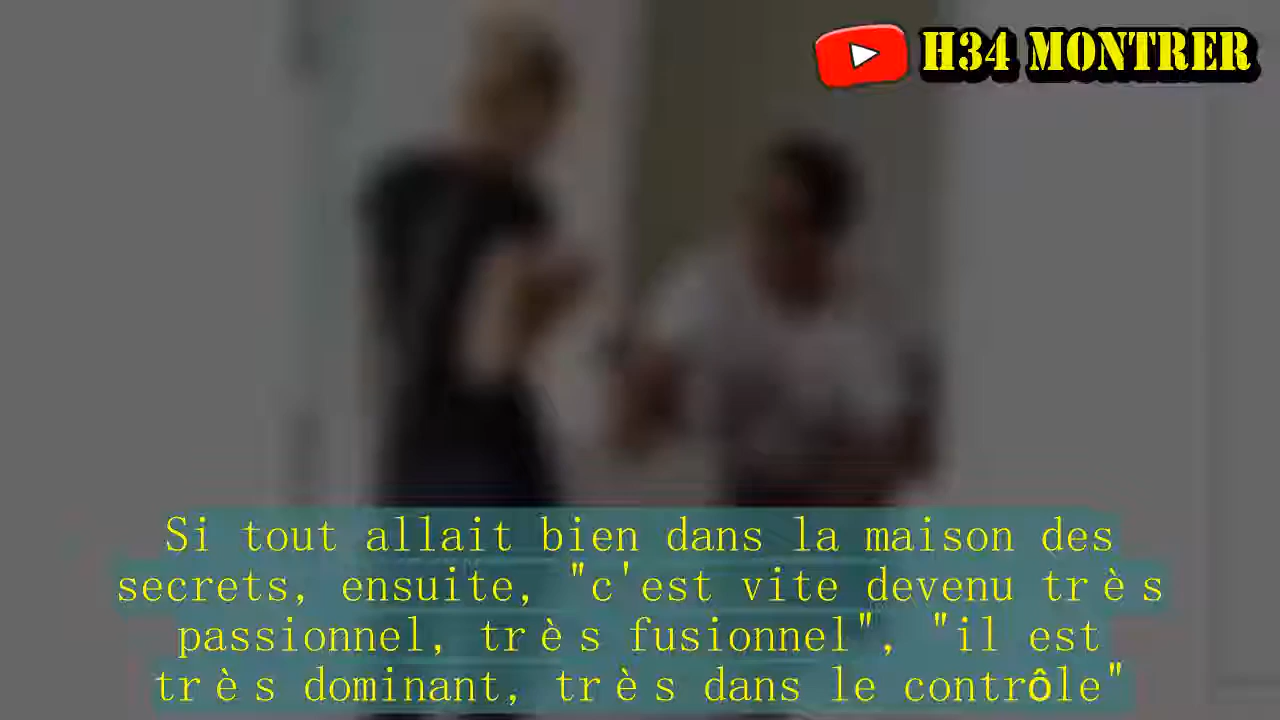 H34 MONTRER
Si tout allait bien dans la maison des
secrets, ensuite, "c'est vite devenu très
passionnel, très fusionnel", "il est
très dominant, très dans le contrôle"